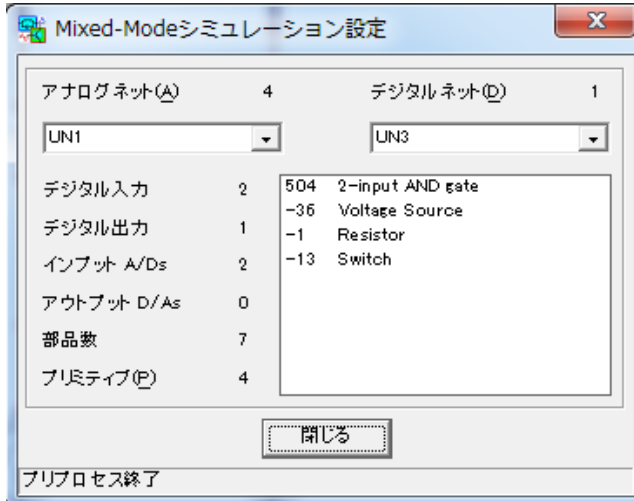 Mixed-Modeシミュレーション設定
アナログネット(A) 4 デジタルネット(D) 1
UN1 UN3
デジタル入力 2
デジタル出力 1
インプット A/Ds 2
アウトプット D/As 0
部品数 7
プリミティブ(P) 4
504 2-input AND gate
-36 Voltage Source
-1 Resistor
-13 Switch
閉じる
プリプロセス終了